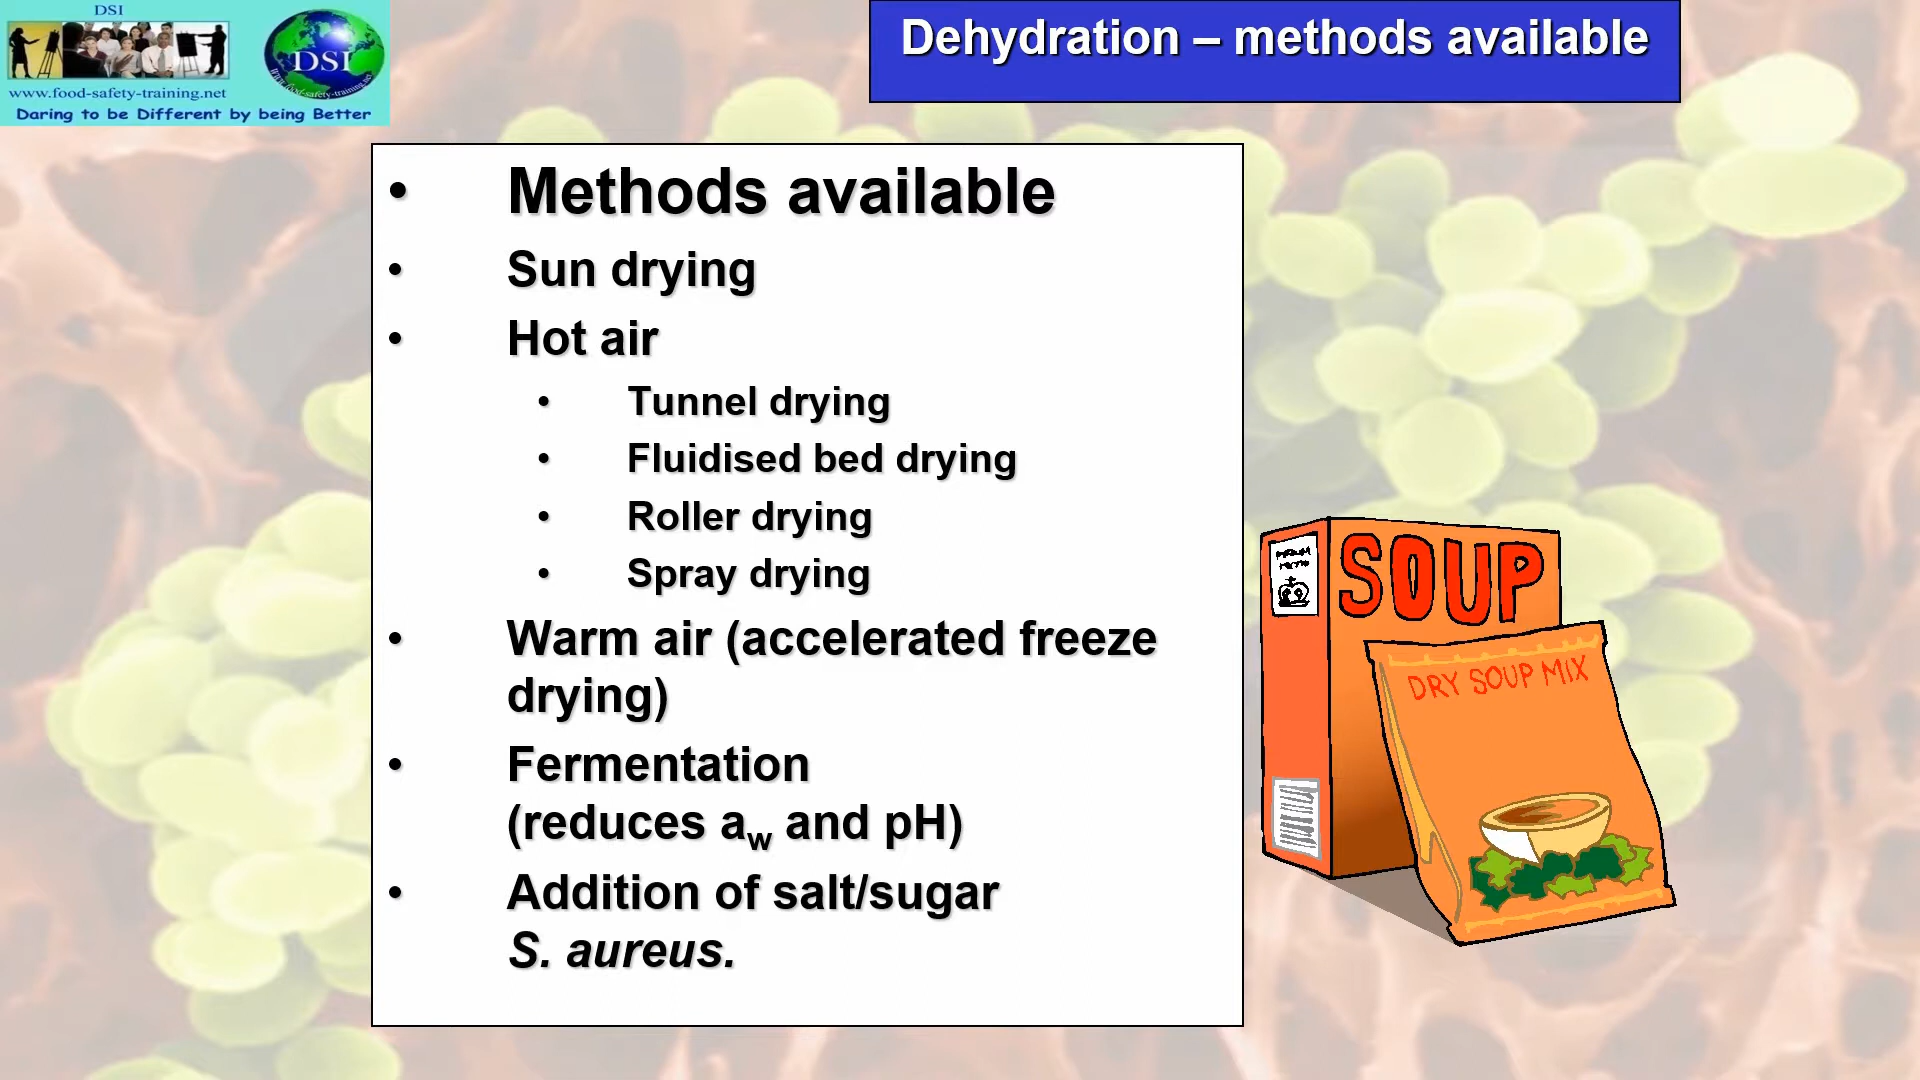 DSI
DSI
www.food-safety-training.net
Daring to be Different by being Better
Dehydration – methods available
• Methods available
• Sun drying
• Hot air
• Tunnel drying
• Fluidised bed drying
• Roller drying
• Spray drying
• Warm air (accelerated freeze
drying)
• Fermentation
(reduces aw and pH)
• Addition of salt/sugar
S. aureus.
SOUP
DRY SOUP MIX